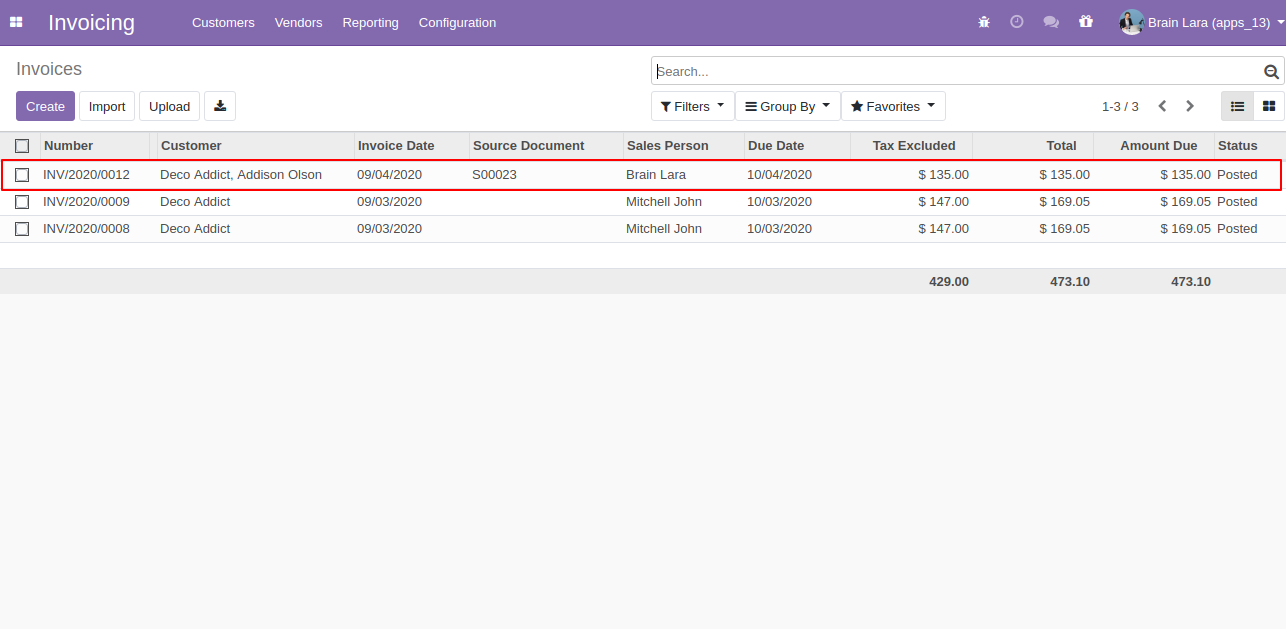 Invoicing Customers Vendors Reporting Configuration Brain Lara (apps_13)
Invoices
Search...
Create Import Upload Filters Group By Favorites 1-3 / 3
Number Customer Invoice Date Source Document Sales Person Due Date Tax Excluded Total Amount Due Status
INV/2020/0012 Deco Addict, Addison Olson 09/04/2020 S00023 Brain Lara 10/04/2020 $ 135.00 $ 135.00 $ 135.00 Posted
INV/2020/0009 Deco Addict 09/03/2020 Mitchell John 10/03/2020 $ 147.00 $ 169.05 $ 169.05 Posted
INV/2020/0008 Deco Addict 09/03/2020 Mitchell John 10/03/2020 $ 147.00 $ 169.05 $ 169.05 Posted
429.00 473.10 473.10